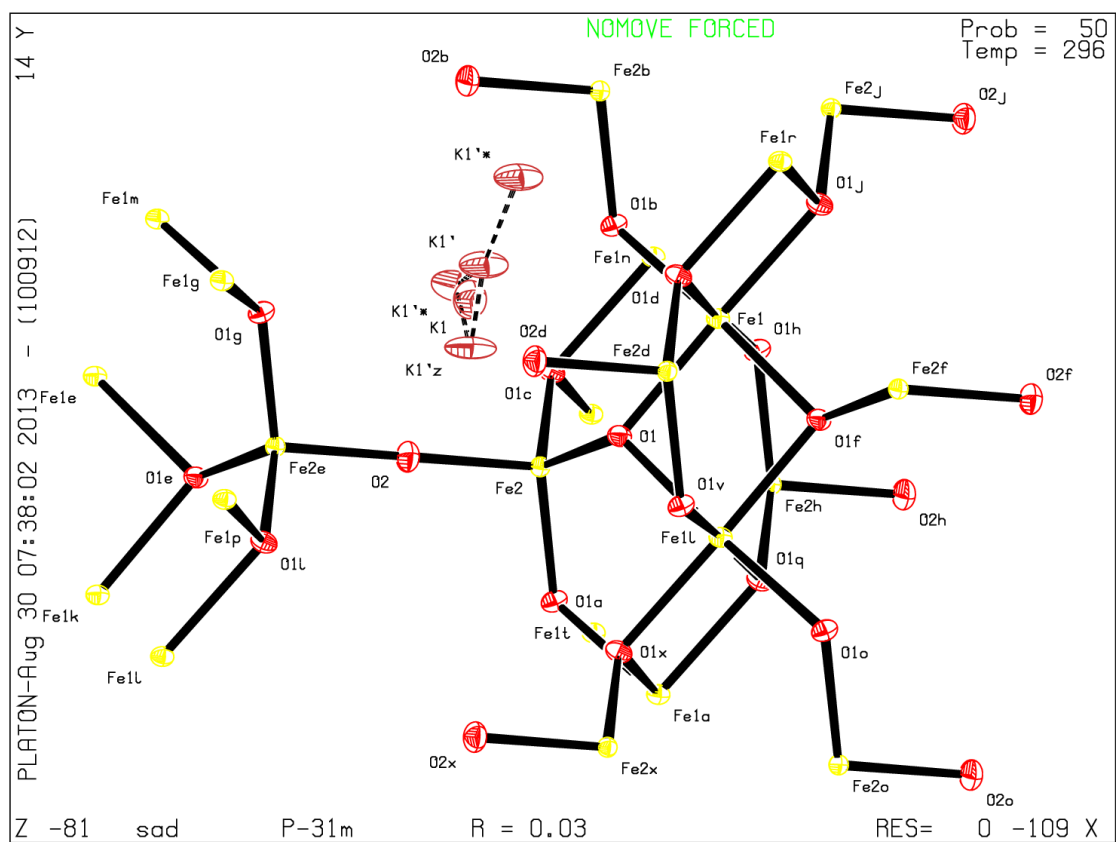 NOMOVE FORCED
Prob = 50
Temp = 296
14 Y
PLATON-Aug 30 07:38:02 2013 - (100912)
O2b
Fe2b
Fe2j
O2j
K1'*
Fe1r
Fe1m
O1b
O1j
K1'
Fe1n
Fe1g
O1d
K1'*
K1
O1g
O2d
Fe1
O1h
Fe2d
K1'z
Fe1e
O1c
Fe2f
O2f
O1
O1f
O1e
Fe2e
O2
Fe2
O1v
Fe2h
O2h
Fe1p
Fe1i
O1l
O1q
Fe1k
O1a
Fe1t
O1x
O1o
Fe1l
Fe1a
O2x
Fe2x
Fe2o
O2o
Z -81 sad P-31m R = 0.03 RES= 0 -109 X